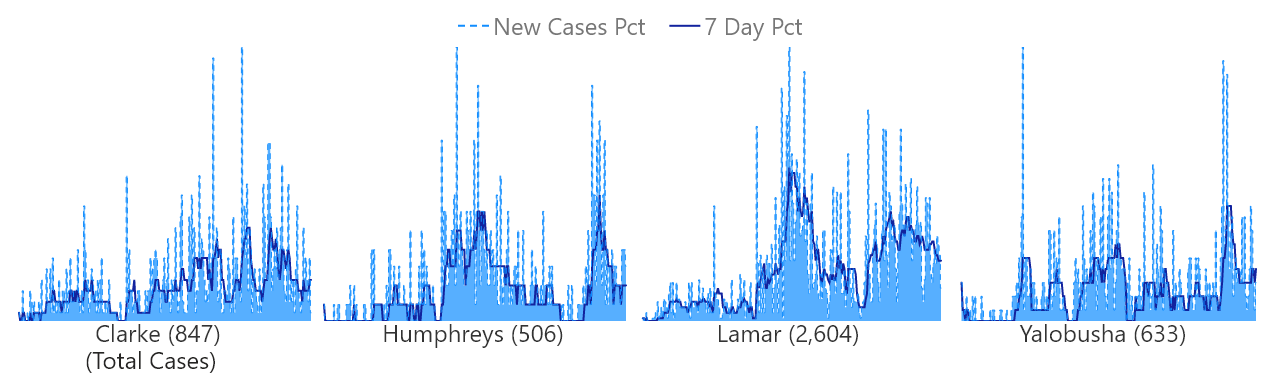 New Cases Pct 7 Day Pct
Clarke (847) Humphreys (506) Lamar (2,604) Yalobusha (633)
(Total Cases)